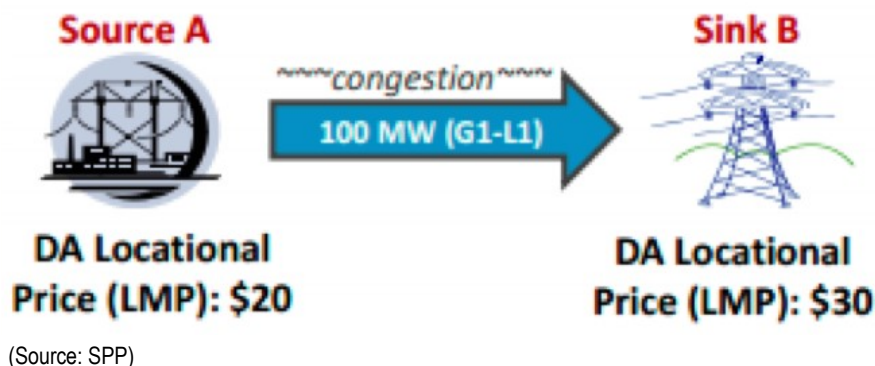 Source A
Sink B
~~~congestion~~~
100 MW (G1-L1)
DA Locational
Price (LMP): $20
DA Locational
Price (LMP): $30
(Source: SPP)